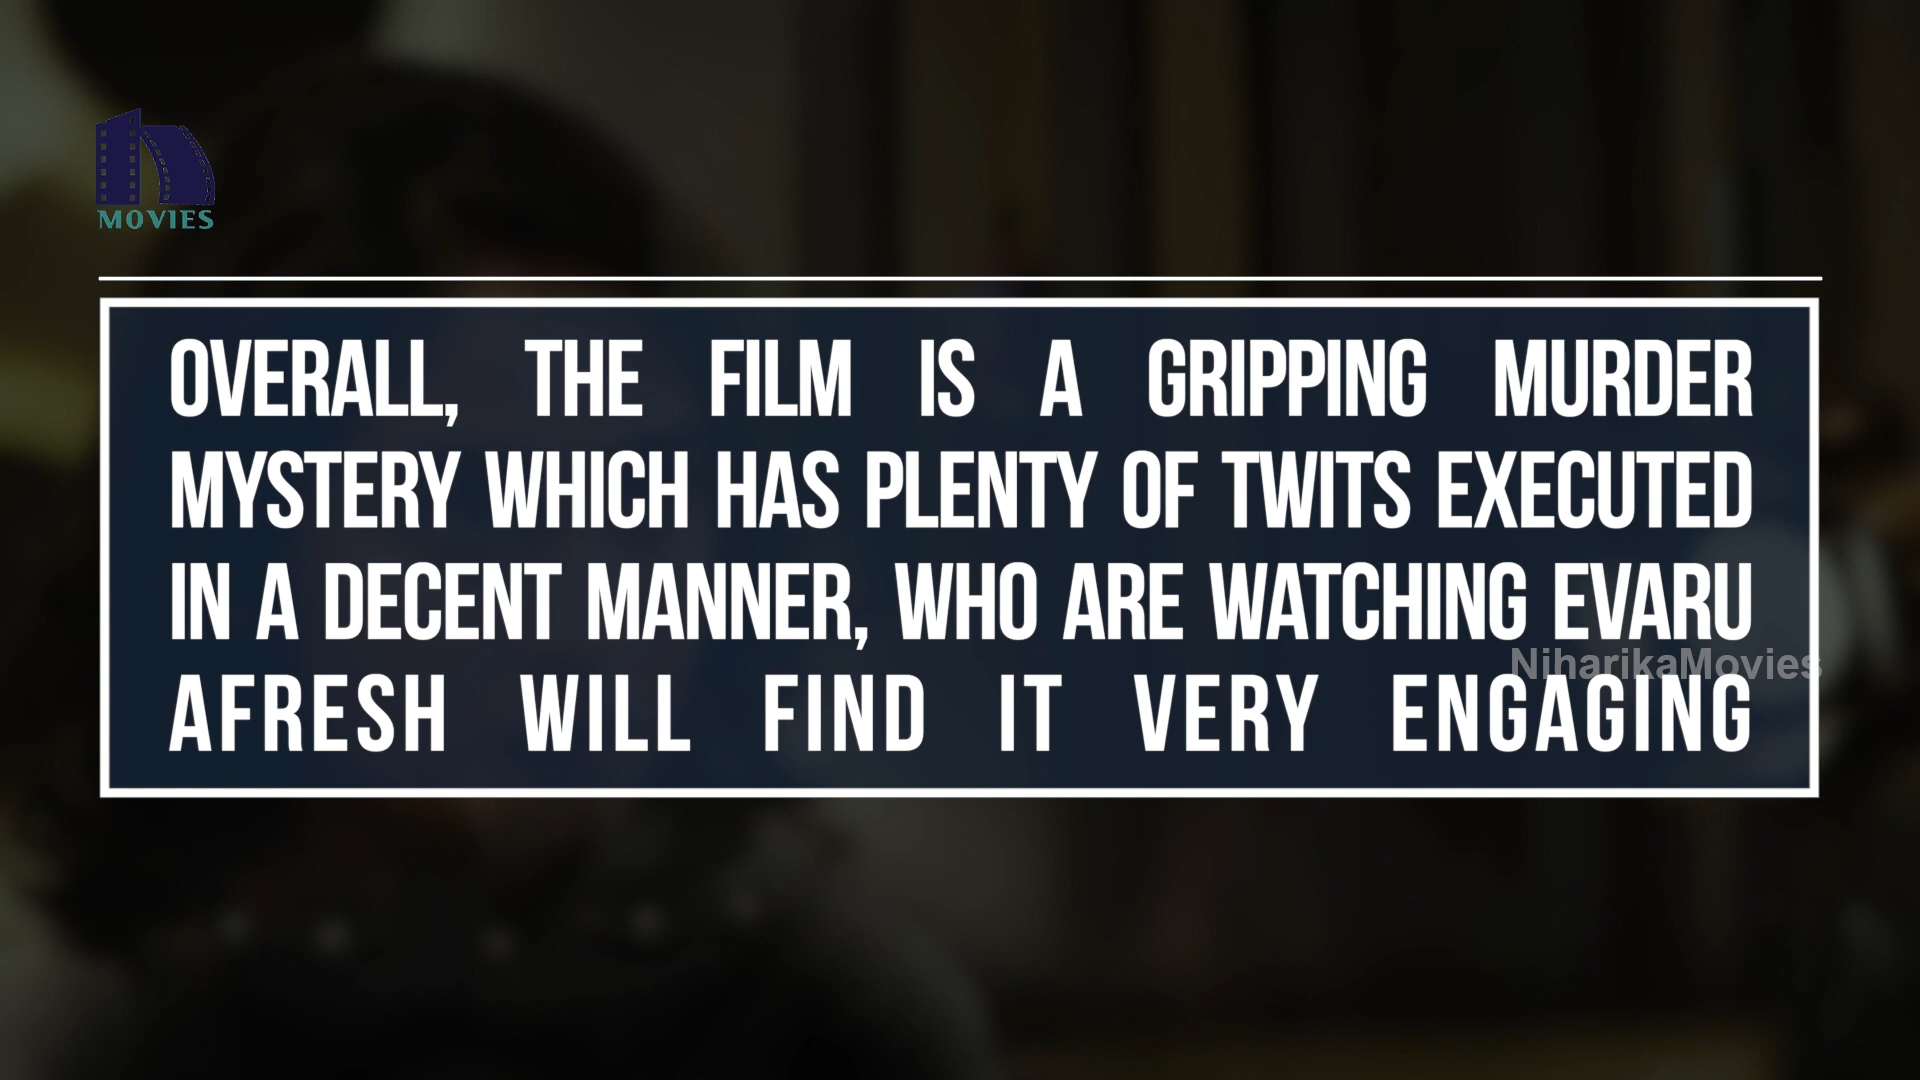 MOVIES
OVERALL, THE FILM IS A GRIPPING MURDER
MYSTERY WHICH HAS PLENTY OF TWITS EXECUTED
IN A DECENT MANNER, WHO ARE WATCHING EVARU
NiharikaMovies
AFRESH WILL FIND IT VERY ENGAGING